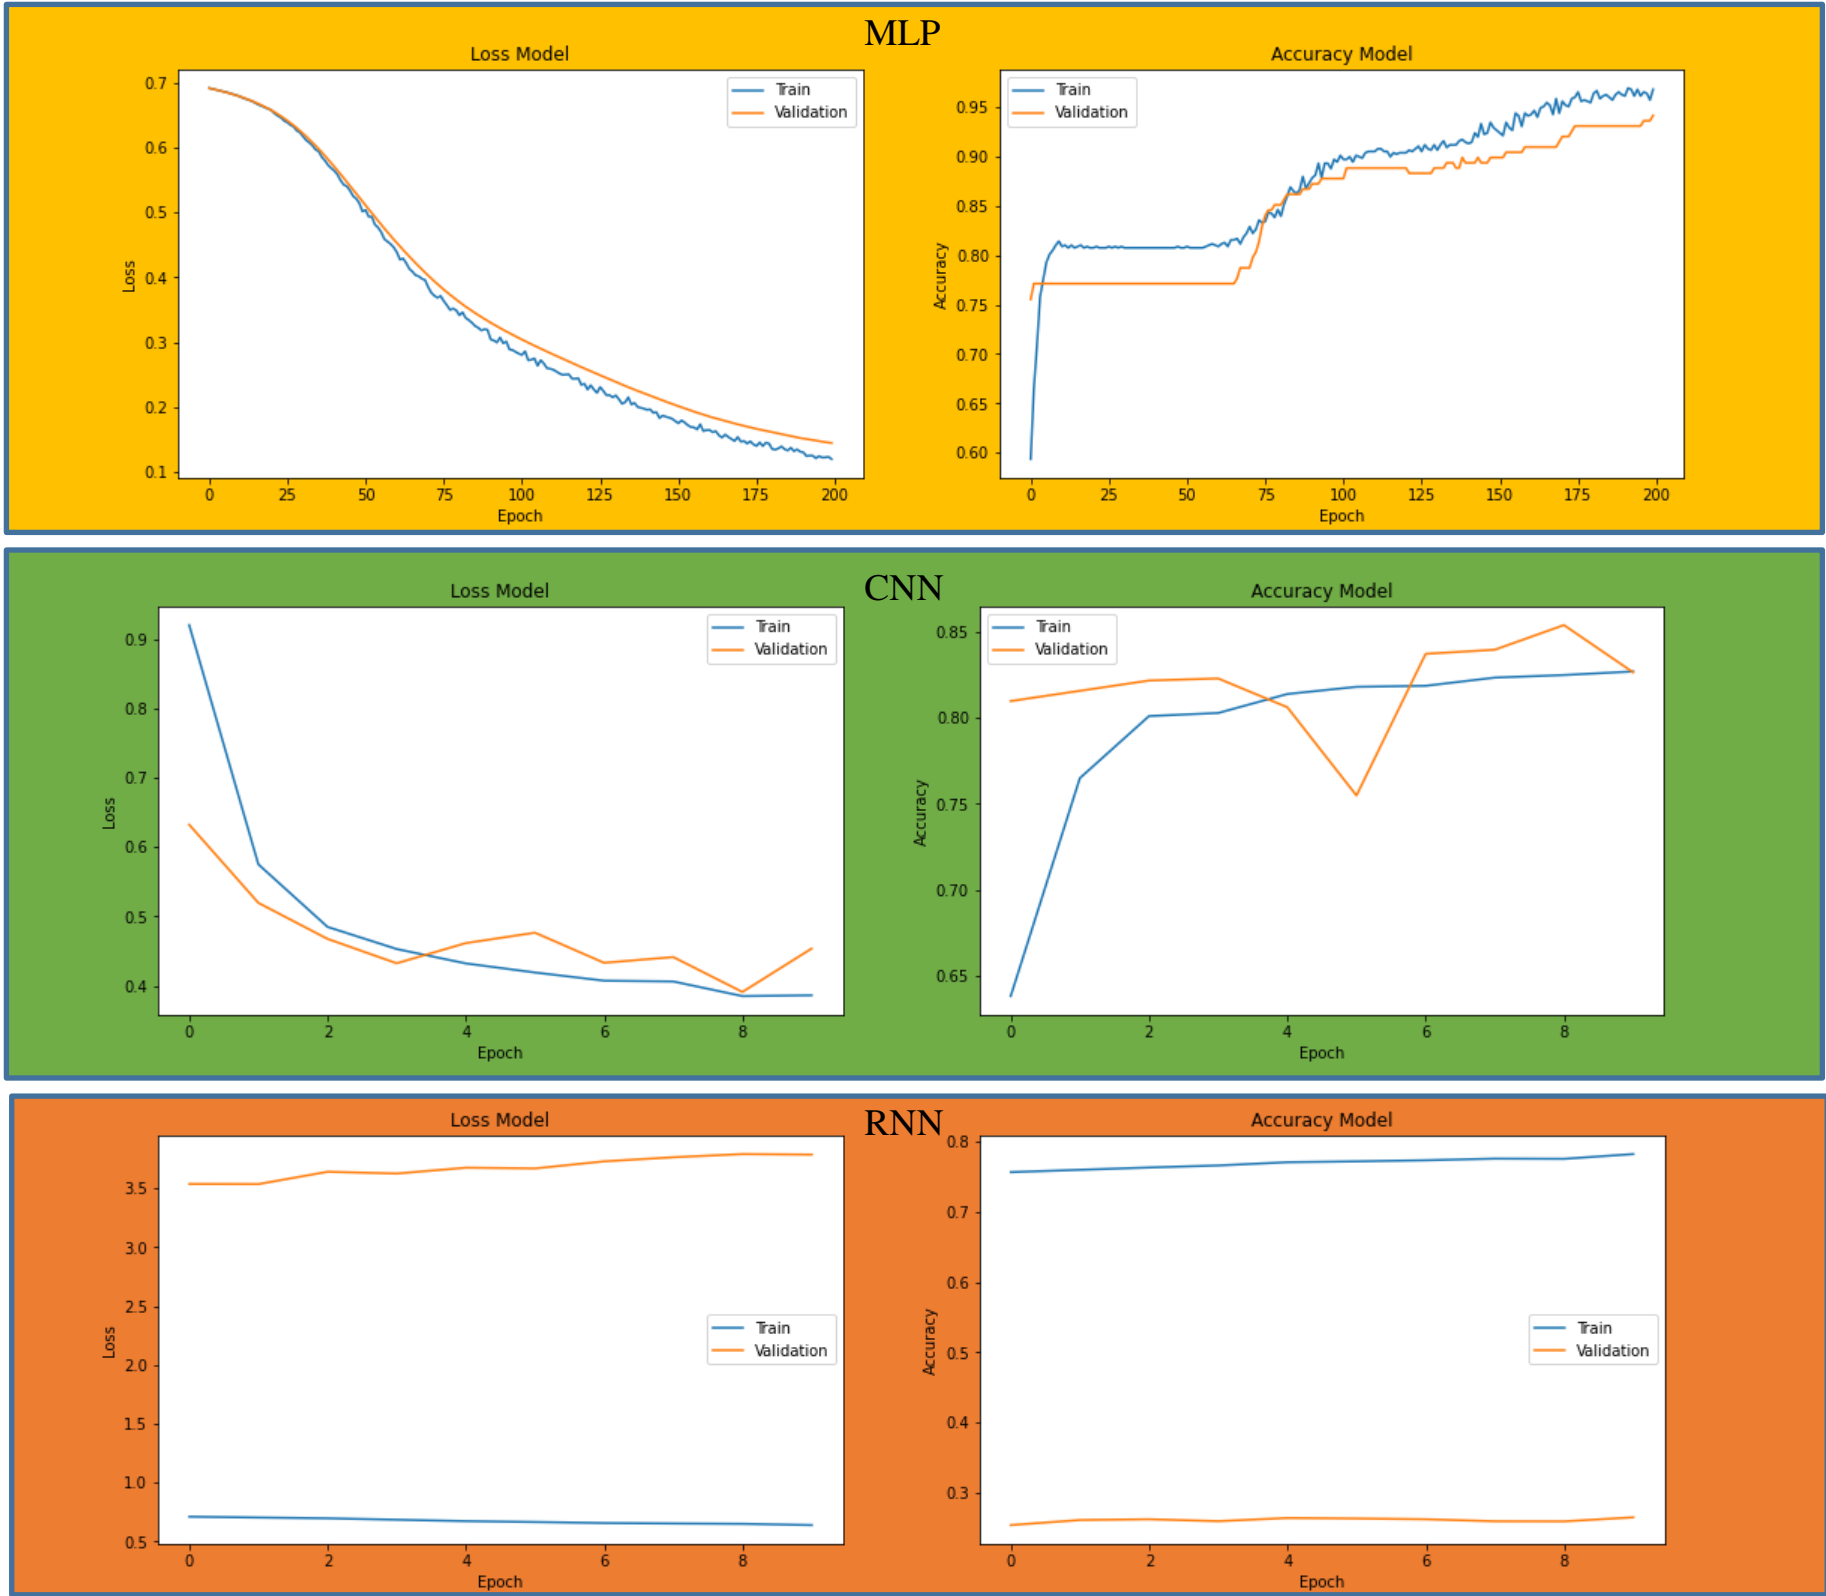 MLP
Loss Model
Train
Validation
0.7
0.6
0.5
0.4
0.3
0.2
0.1
Loss
0 25 50 75 100 125 150 175 200
Epoch
Accuracy Model
Train
Validation
0.95
0.90
0.85
0.80
0.75
0.70
0.65
0.60
Accuracy
0 25 50 75 100 125 150 175 200
Epoch
CNN
Loss Model
Train
Validation
0.9
0.8
0.7
0.6
0.5
0.4
Loss
0 2 4 6 8
Epoch
Accuracy Model
Train
Validation
0.85
0.80
0.75
0.70
0.65
Accuracy
0 2 4 6 8
Epoch
RNN
Loss Model
3.5
3.0
2.5
2.0
1.5
1.0
0.5
Loss
Train
Validation
0 2 4 6 8
Epoch
Accuracy Model
0.8
0.7
0.6
0.5
0.4
0.3
Accuracy
Train
Validation
0 2 4 6 8
Epoch